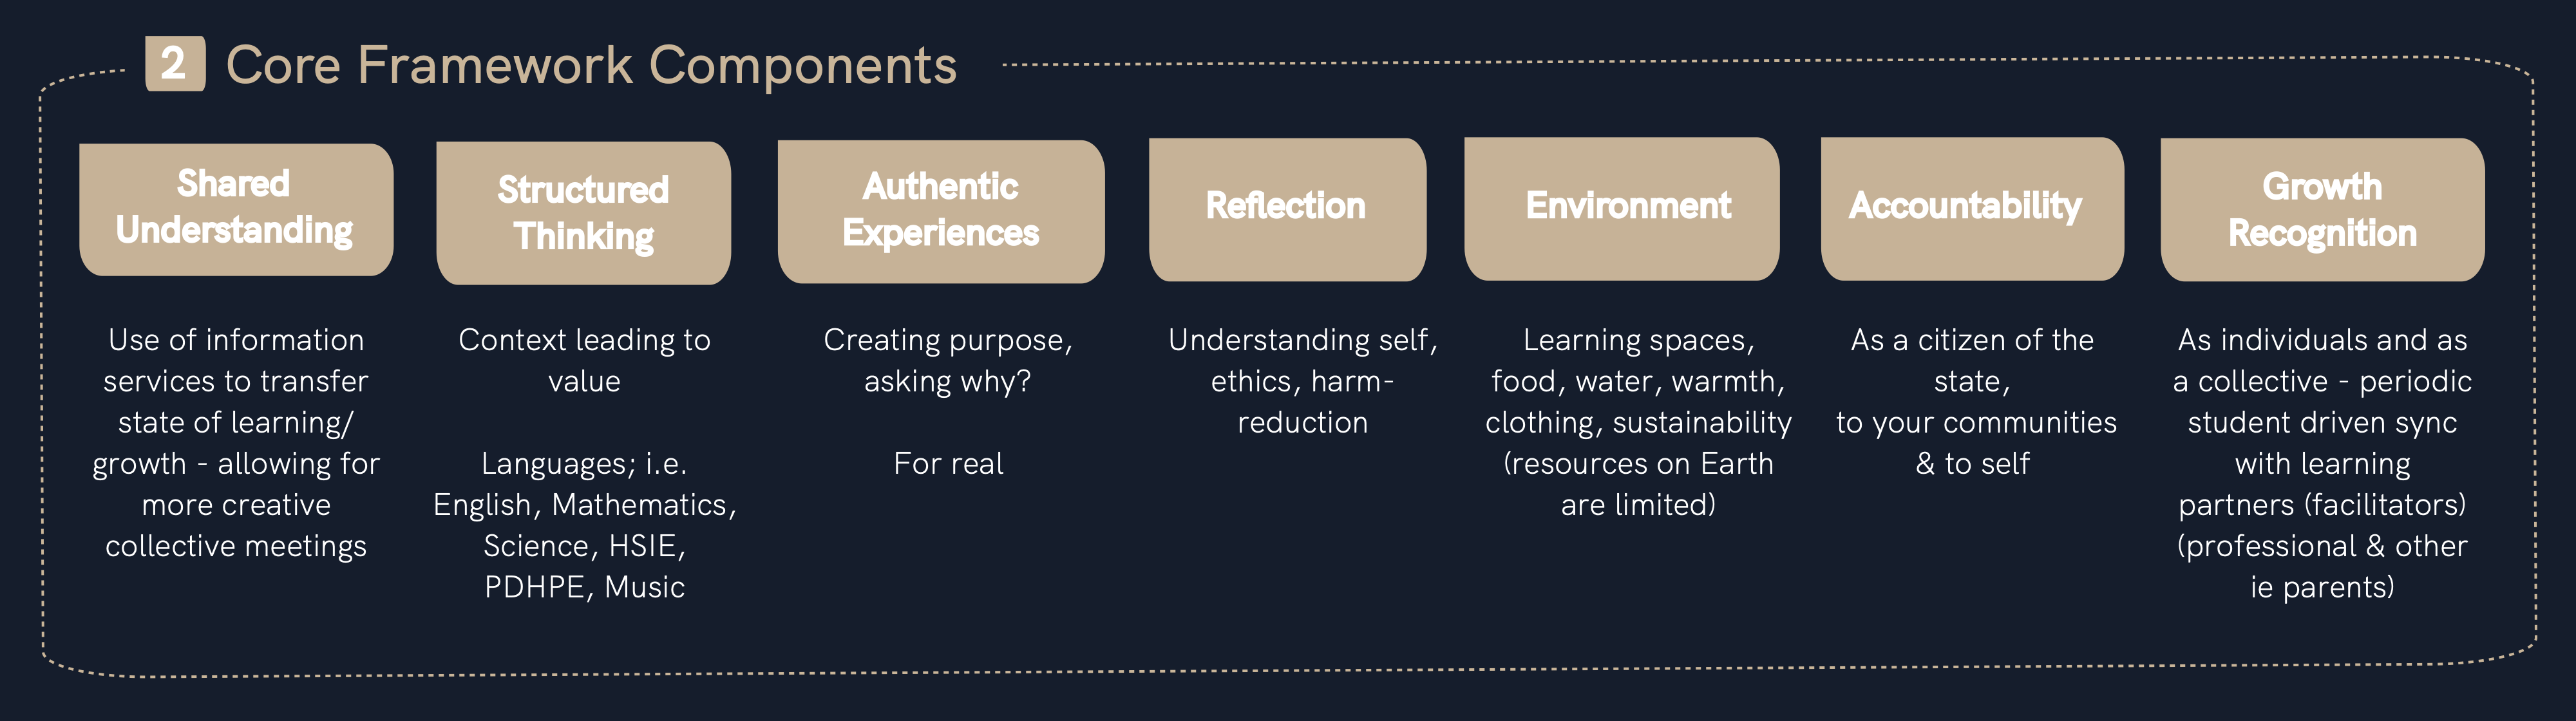 2 Core Framework Components
Shared
Understanding
Use of information
services to transfer
state of learning/
growth - allowing for
more creative
collective meetings
Structured
Thinking
Context leading to
value
Languages; i.e.
English, Mathematics,
Science, HSIE,
PDHPE, Music
Authentic
Experiences
Creating purpose,
asking why?
For real
Reflection
Understanding self,
ethics, harm-
reduction
Environment
Learning spaces,
food, water, warmth,
clothing, sustainability
(resources on Earth
are limited)
Accountability
As a citizen of the
state,
to your communities
& to self
Growth
Recognition
As individuals and as
a collective - periodic
student driven sync
with learning
partners (facilitators)
(professional & other
ie parents)